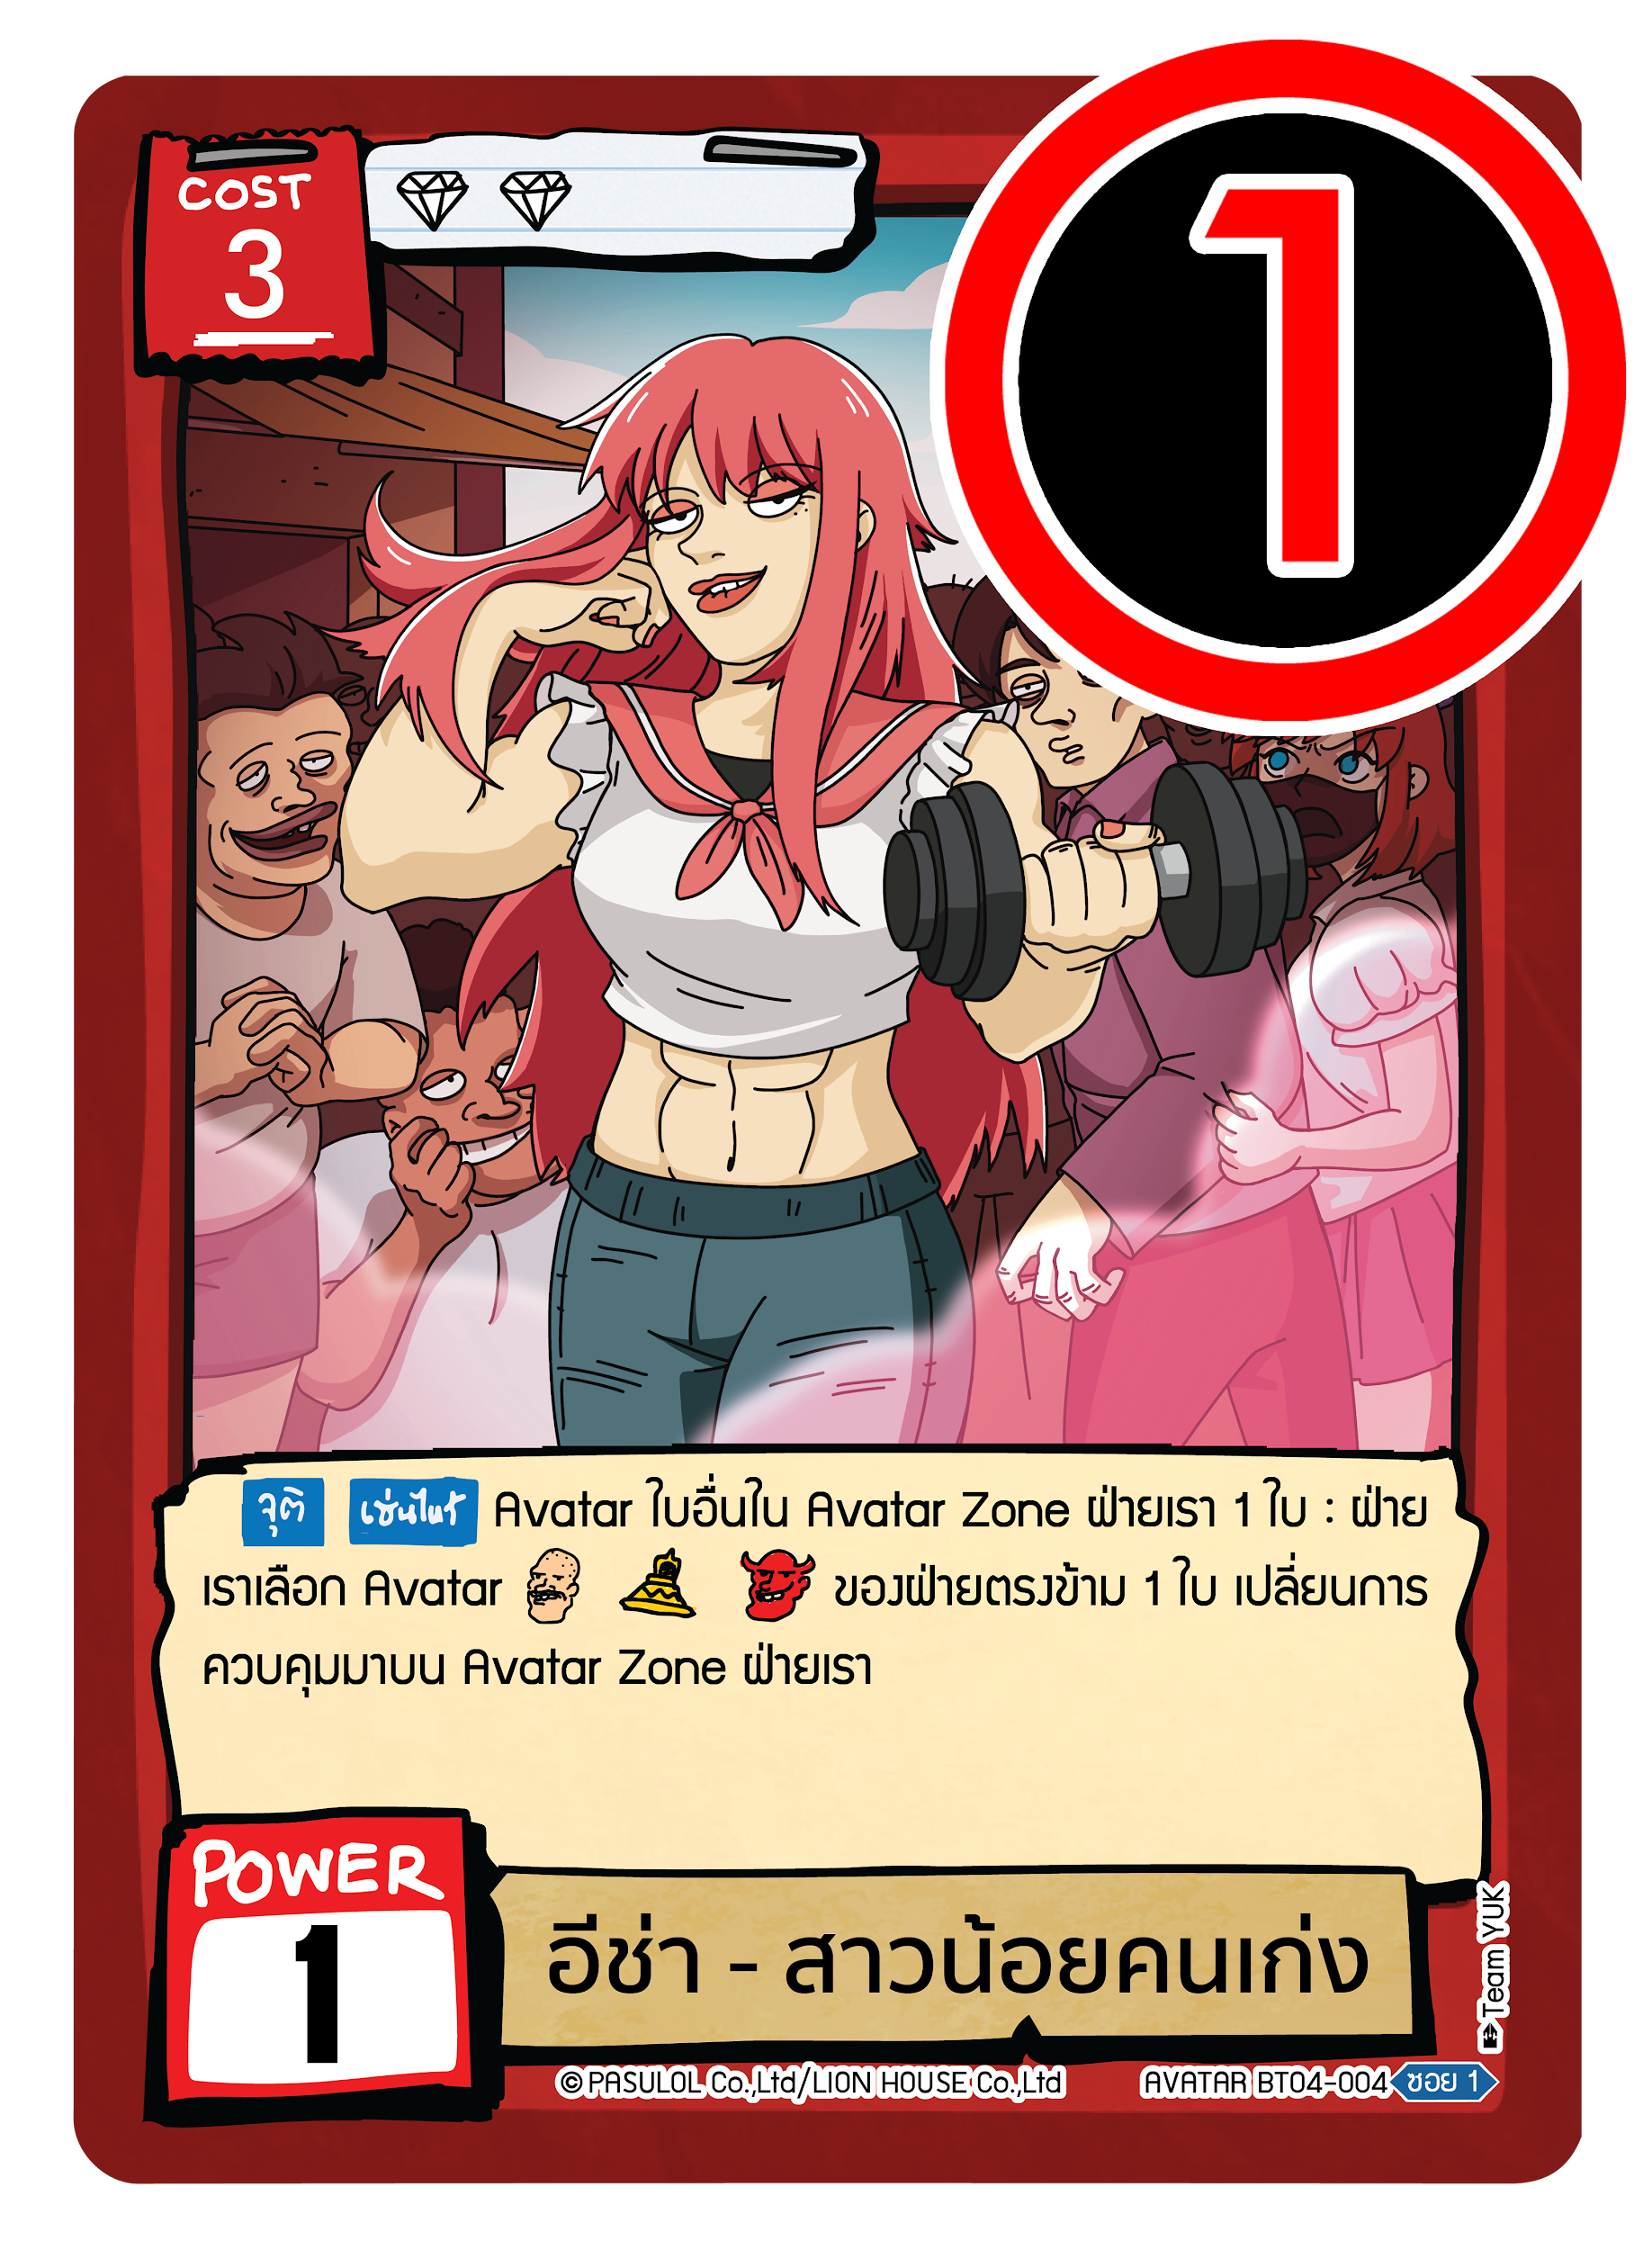 COST
3
1
จุติ เซ่นไหว้ Avatar ใบอื่นใน Avatar Zone ฝ่ายเรา 1 ใบ : ฝ่าย
เราเลือก Avatar ของฝ่ายตรงข้าม 1 ใบ เปลี่ยนการ
ควบคุมมาบน Avatar Zone ฝ่ายเรา
POWER
1
อีช่า - สาวน้อยคนเก่ง
Team YUK
© PASULOL Co.,Ltd/LION HOUSE Co.,Ltd
AVATAR BT04-004 ซอย 1